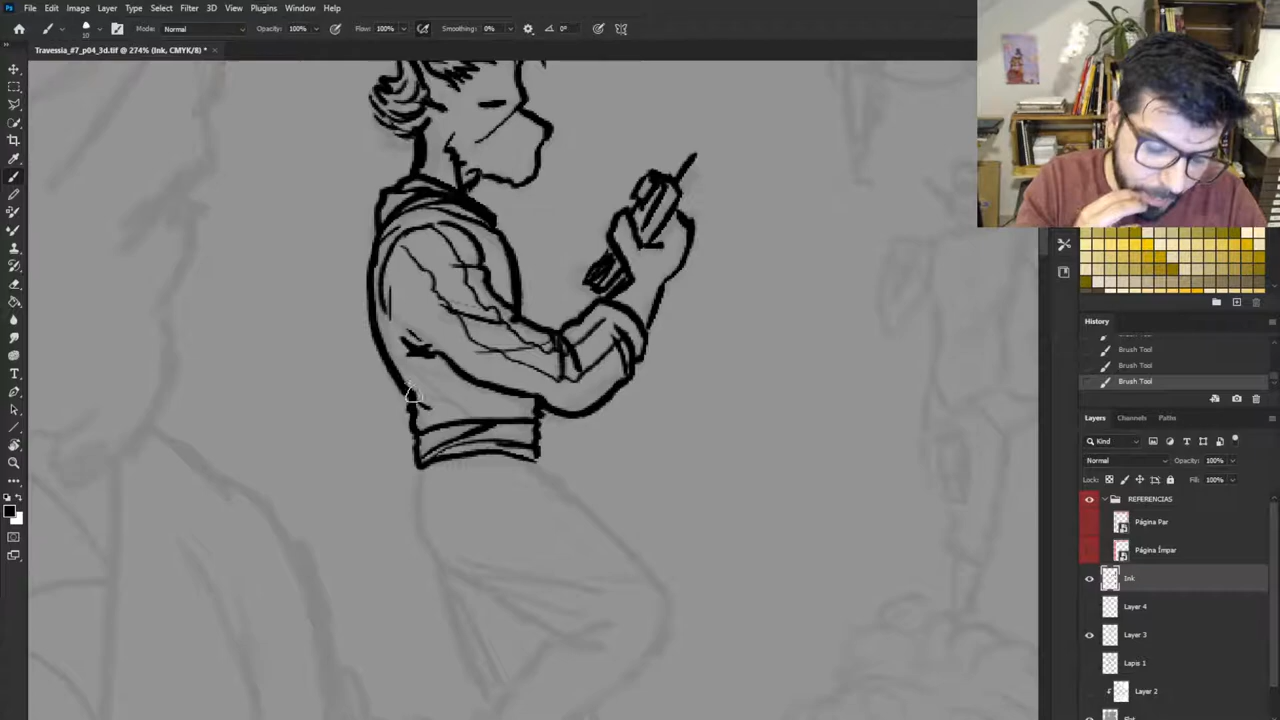 File Edit Image Layer Type Select Filter 3D View Plugins Window Help
10 Mode: Normal Opacity: 100% Flow: 100% Smoothing: 0% 0°
Travessia_#7_p04_3d.tif @ 274% (Ink, CMYK/8) *
History
Brush Tool
Brush Tool
Brush Tool
Layers Channels Paths
Kind
Normal Opacity: 100%
Lock: Fill: 100%
REFERENCIAS
Página Par
Página Ímpar
Ink
Layer 4
Layer 3
Lapis 1
Layer 2